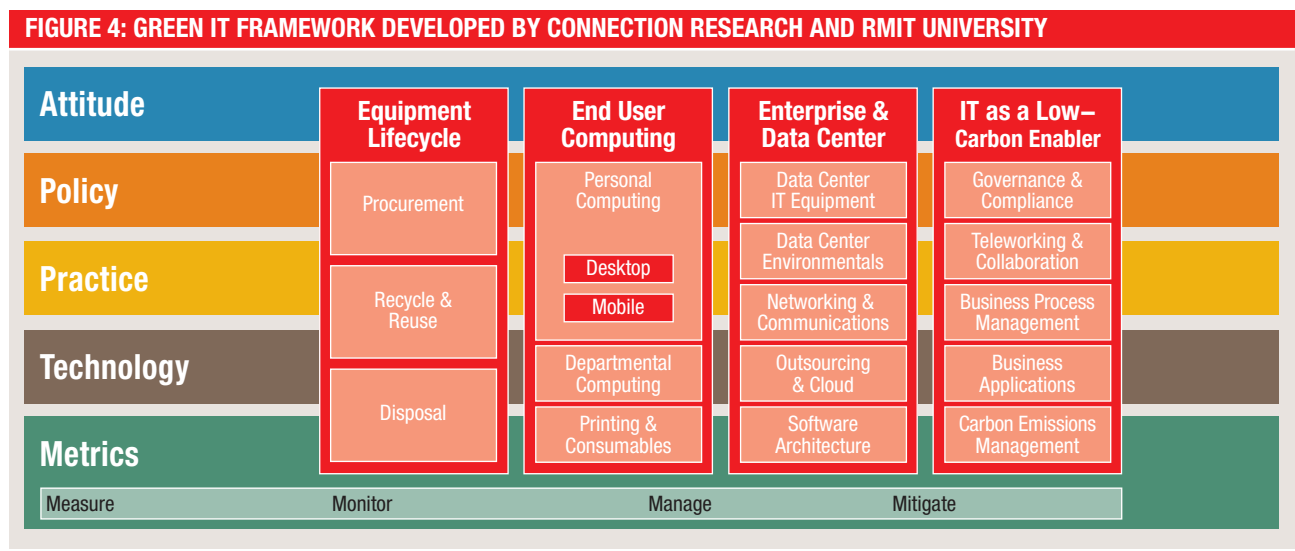 FIGURE 4: GREEN IT FRAMEWORK DEVELOPED BY CONNECTION RESEARCH AND RMIT UNIVERSITY
Attitude
Policy
Practice
Technology
Metrics
Equipment
Lifecycle
Procurement
Recycle &
Reuse
Disposal
End User
Computing
Personal
Computing
Desktop
Mobile
Departmental
Computing
Printing &
Consumables
Enterprise &
Data Center
Data Center
IT Equipment
Data Center
Environmentals
Networking &
Communications
Outsourcing
& Cloud
Software
Architecture
IT as a Low–
Carbon Enabler
Governance &
Compliance
Teleworking &
Collaboration
Business Process
Management
Business
Applications
Carbon Emissions
Management
Measure
Monitor
Manage
Mitigate